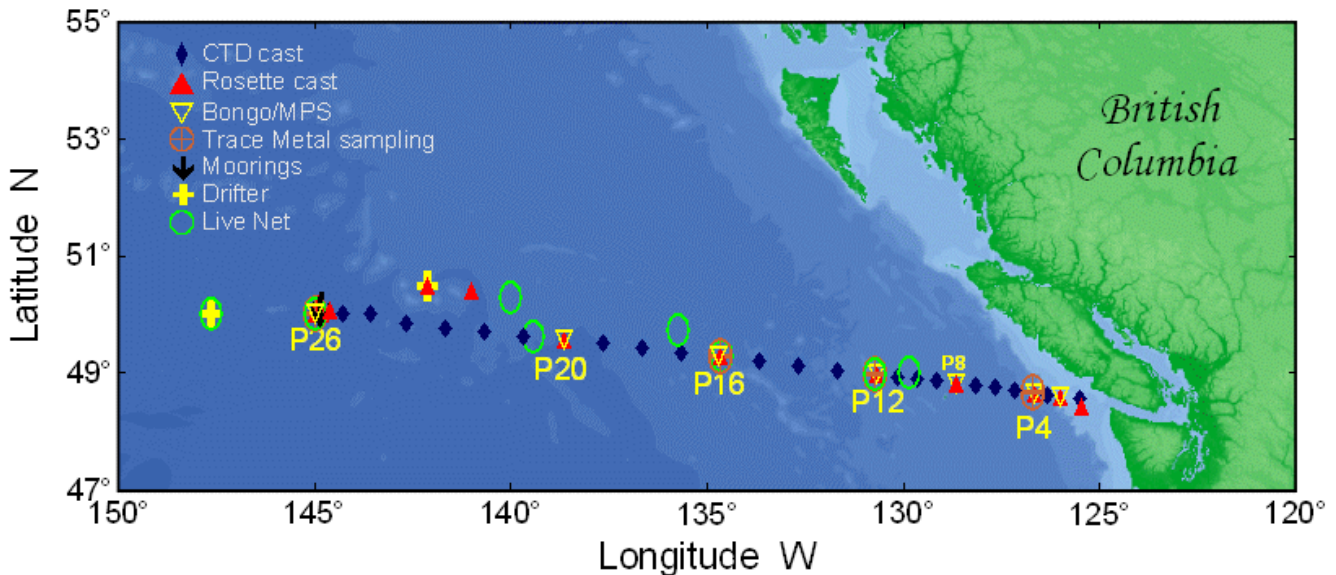 55°
53°
51°
49°
47°
Latitude N
CTD cast
Rosette cast
Bongo/MPS
Trace Metal sampling
Moorings
Drifter
Live Net
British
Columbia
P26
P20
P16
P12
P8
P4
150°
145°
140°
135°
130°
125°
120°
Longitude W